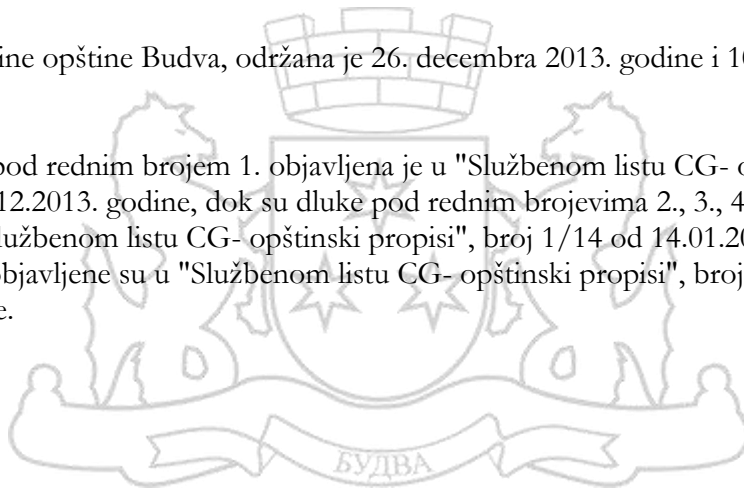 ine opštine Budva, održana je 26. decembra 2013. godine i 10
pod rednim brojem 1. objavljena je u "Službenom listu CG- o
12.2013. godine, dok su dluke pod rednim brojevima 2., 3., 4
lužbenom listu CG- opštinski propisi", broj 1/14 od 14.01.20
objavljene su u "Službenom listu CG- opštinski propisi", broj
e.
БУДВА